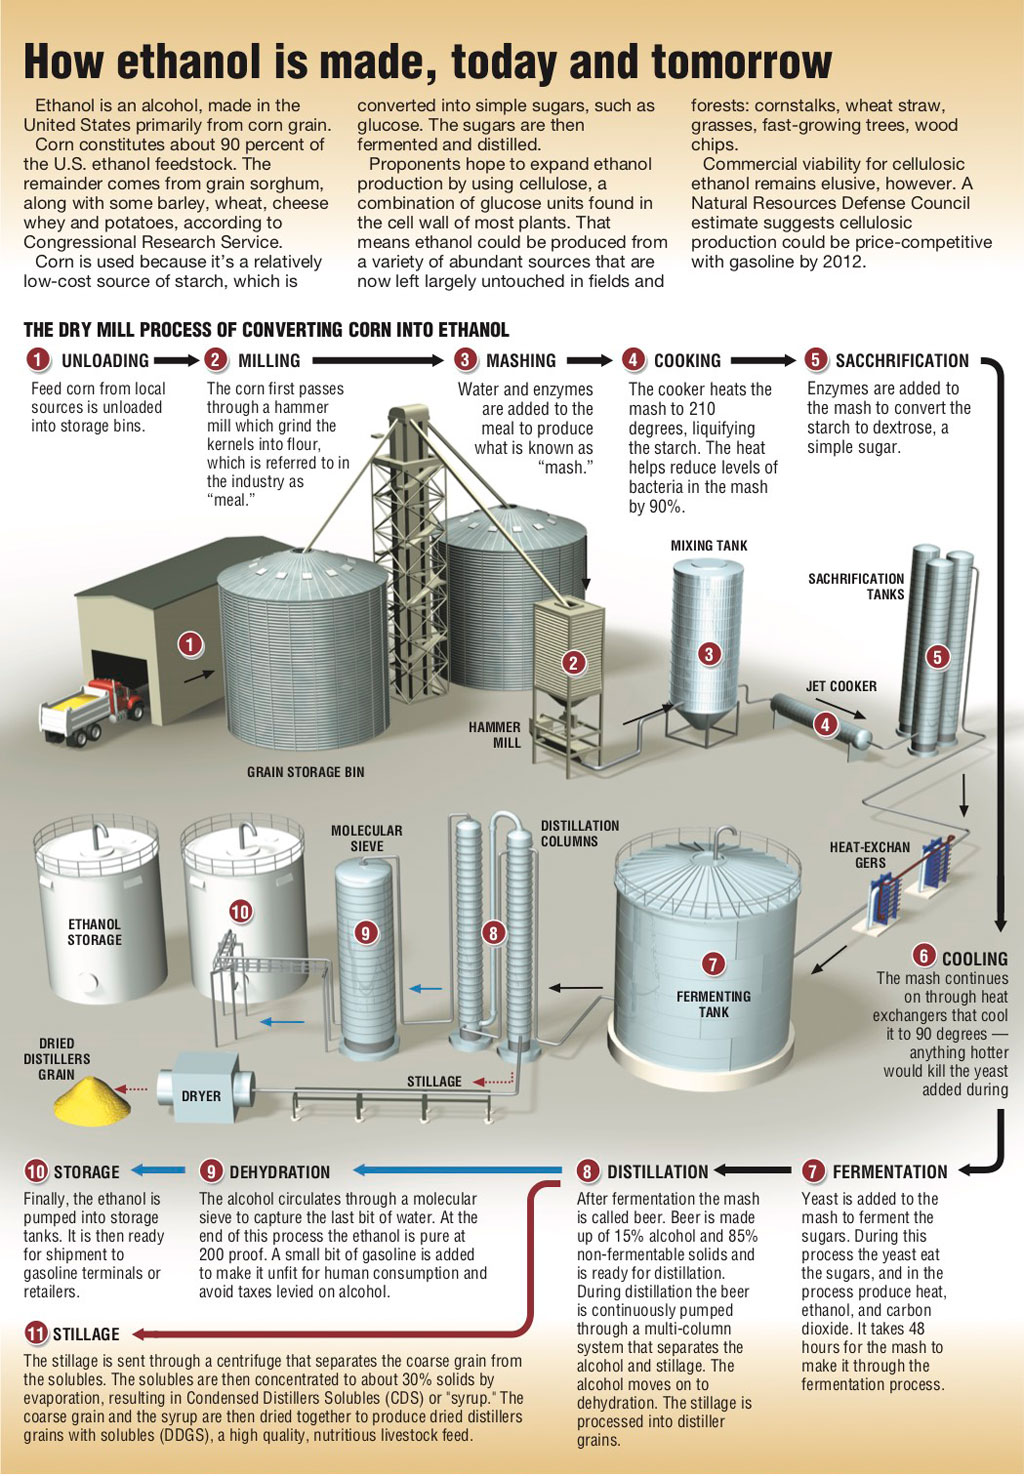 How ethanol is made, today and tomorrow
Ethanol is an alcohol, made in the
United States primarily from corn grain.
Corn constitutes about 90 percent of
the U.S. ethanol feedstock. The
remainder comes from grain sorghum,
along with some barley, wheat, cheese
whey and potatoes, according to
Congressional Research Service.
Corn is used because it's a relatively
low-cost source of starch, which is
converted into simple sugars, such as
glucose. The sugars are then
fermented and distilled.
Proponents hope to expand ethanol
production by using cellulose, a
combination of glucose units found in
the cell wall of most plants. That
means ethanol could be produced from
a variety of abundant sources that are
now left largely untouched in fields and
forests: cornstalks, wheat straw,
grasses, fast-growing trees, wood
chips.
Commercial viability for cellulosic
ethanol remains elusive, however. A
Natural Resources Defense Council
estimate suggests cellulosic
production could be price-competitive
with gasoline by 2012.
THE DRY MILL PROCESS OF CONVERTING CORN INTO ETHANOL
1 UNLOADING
Feed corn from local
sources is unloaded
into storage bins.
2 MILLING
The corn first passes
through a hammer
mill which grind the
kernels into flour,
which is referred to in
the industry as
“meal.”
3 MASHING
Water and enzymes
are added to the
meal to produce
what is known as
“mash.”
4 COOKING
The cooker heats the
mash to 210
degrees, liquifying
the starch. The heat
helps reduce levels of
bacteria in the mash
by 90%.
5 SACCHRIFICATION
Enzymes are added to
the mash to convert the
starch to dextrose, a
simple sugar.
MIXING TANK
SACHRIFICATION
TANKS
1
2
3
4
5
JET COOKER
HAMMER
MILL
GRAIN STORAGE BIN
MOLECULAR
SIEVE
DISTILLATION
COLUMNS
HEAT-EXCHAN
GERS
ETHANOL
STORAGE
10
9
8
7
FERMENTING
TANK
6 COOLING
The mash continues
on through heat
exchangers that cool
it to 90 degrees —
anything hotter
would kill the yeast
added during
DRIED
DISTILLERS
GRAIN
DRYER
STILLAGE
10 STORAGE
Finally, the ethanol is
pumped into storage
tanks. It is then ready
for shipment to
gasoline terminals or
retailers.
9 DEHYDRATION
The alcohol circulates through a molecular
sieve to capture the last bit of water. At the
end of this process the ethanol is pure at
200 proof. A small bit of gasoline is added
to make it unfit for human consumption and
avoid taxes levied on alcohol.
8 DISTILLATION
After fermentation the mash
is called beer. Beer is made
up of 15% alcohol and 85%
non-fermentable solids and
is ready for distillation.
During distillation the beer
is continuously pumped
through a multi-column
system that separates the
alcohol and stillage. The
alcohol moves on to
dehydration. The stillage is
processed into distiller
grains.
7 FERMENTATION
Yeast is added to the
mash to ferment the
sugars. During this
process the yeast eat
the sugars, and in the
process produce heat,
ethanol, and carbon
dioxide. It takes 48
hours for the mash to
make it through the
fermentation process.
11 STILLAGE
The stillage is sent through a centrifuge that separates the coarse grain from
the solubles. The solubles are then concentrated to about 30% solids by
evaporation, resulting in Condensed Distillers Solubles (CDS) or "syrup." The
coarse grain and the syrup are then dried together to produce dried distillers
grains with solubles (DDGS), a high quality, nutritious livestock feed.